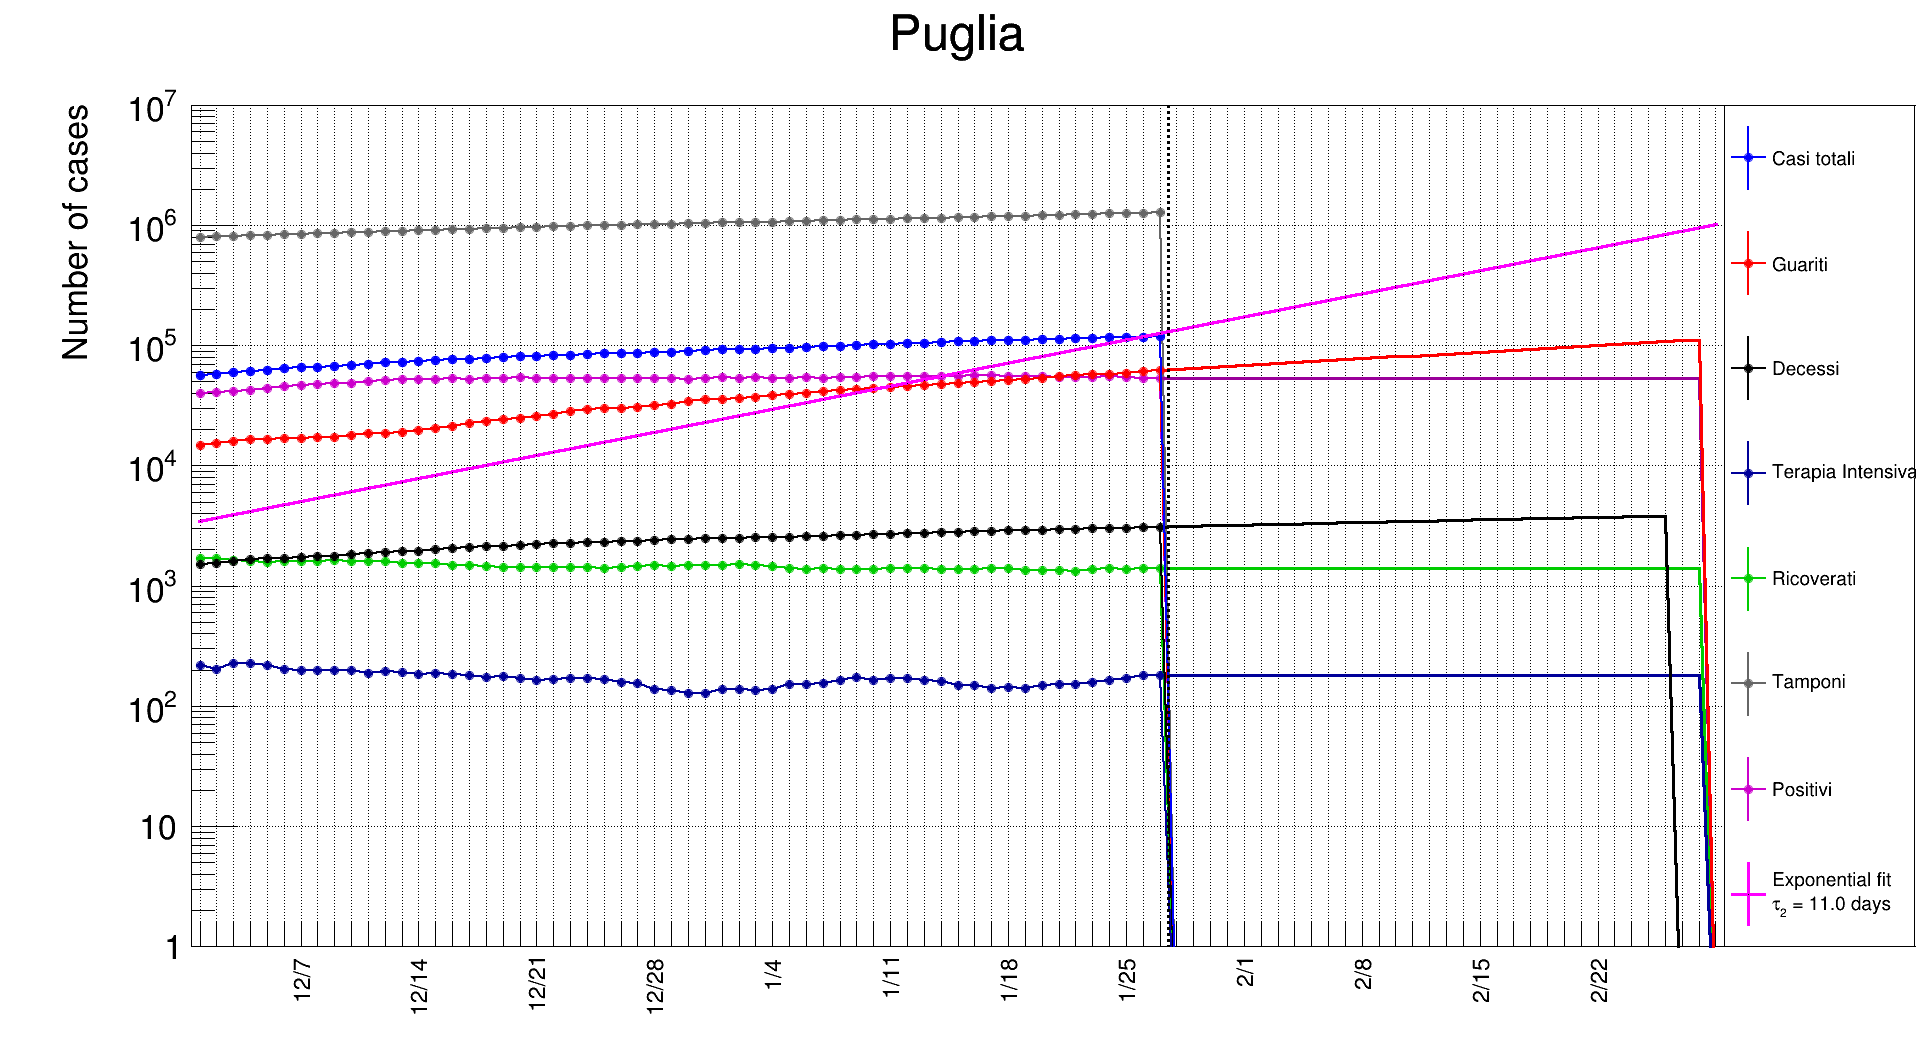 Puglia
Number of cases
10^7
10^6
10^5
10^4
10^3
10^2
10
1
12/7
12/14
12/21
12/28
1/4
1/11
1/18
1/25
2/1
2/8
2/15
2/22
Casi totali
Guariti
Decessi
Terapia Intensiva
Ricoverati
Tamponi
Positivi
Exponential fit
τ_2 = 11.0 days